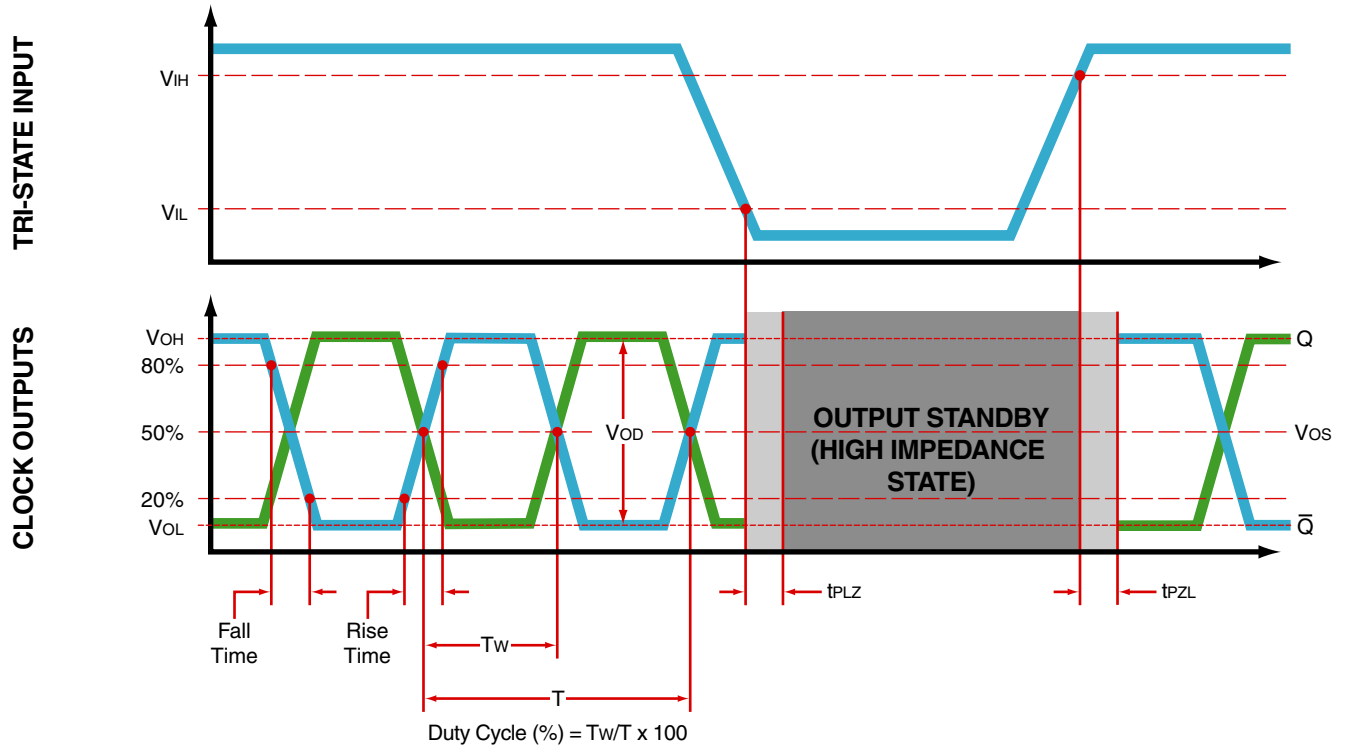 TRI-STATE INPUT
VIH
VIL
CLOCK OUTPUTS
VOH
80%
50%
20%
VOL
VOD
OUTPUT STANDBY
(HIGH IMPEDANCE
STATE)
Q
VOS
Q̅
Fall
Time
Rise
Time
tPLZ
tPZL
TW
T
Duty Cycle (%) = TW/T x 100